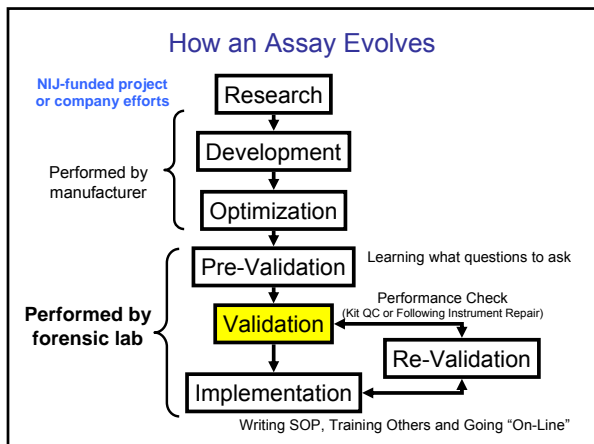 How an Assay Evolves
NIJ-funded project
or company efforts
Research
Development
Performed by
manufacturer
Optimization
Pre-Validation
Learning what questions to ask
Performed by
forensic lab
Performance Check
(Kit QC or Following Instrument Repair)
Validation
Re-Validation
Implementation
Writing SOP, Training Others and Going “On-Line”